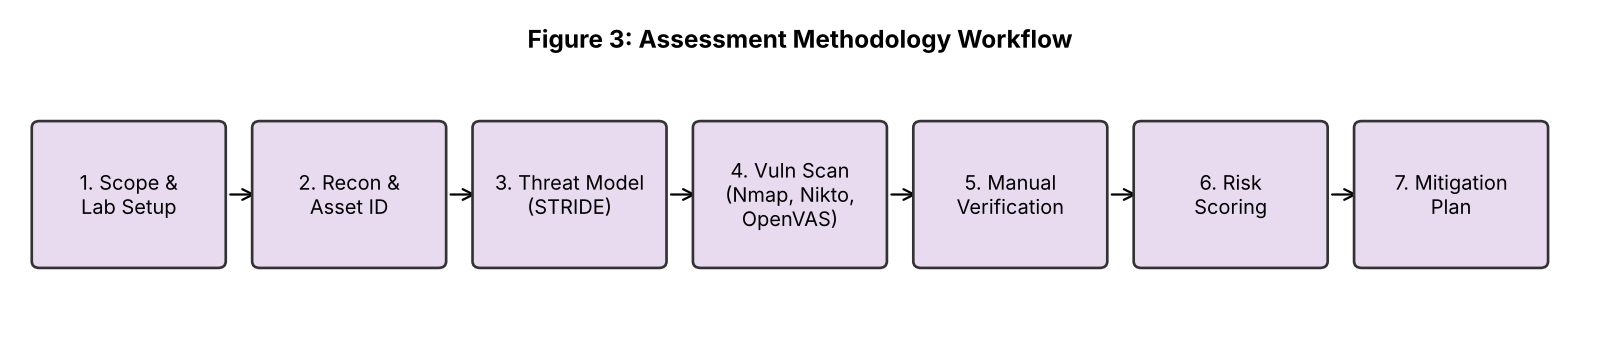 Figure 3: Assessment Methodology Workflow
1. Scope &
Lab Setup
2. Recon &
Asset ID
3. Threat Model
(STRIDE)
4. Vuln Scan
(Nmap, Nikto,
OpenVAS)
5. Manual
Verification
6. Risk
Scoring
7. Mitigation
Plan